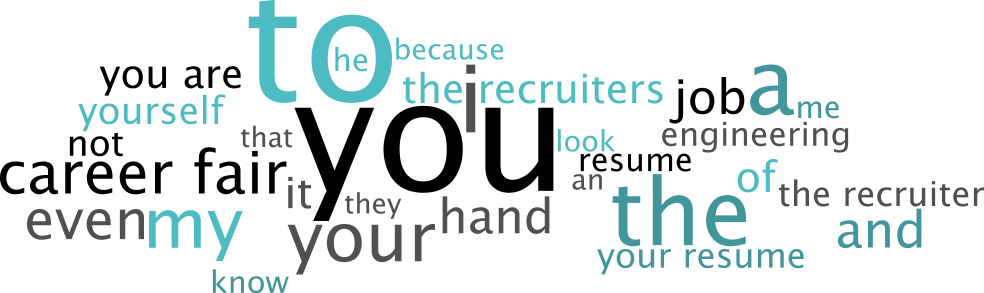 to
he
because
you are
the recruiters
i
job
a
me
yourself
you
engineering
not
that
look
resume
career fair
it
an
the
of
the recruiter
they
even
my
your
hand
and
your resume
know